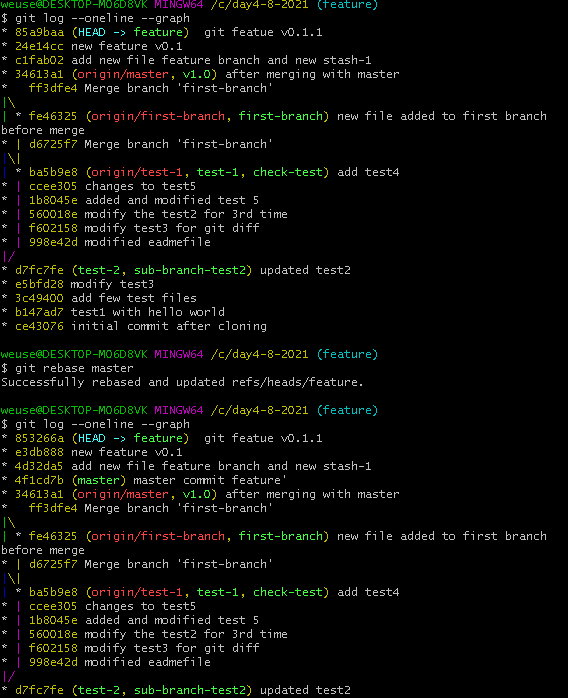 weuse@DESKTOP-MO6D8VK MINGW64 /c/day4-8-2021 (feature)
$ git log --oneline --graph
* 85a9baa (HEAD -> feature)  git featue v0.1.1
* 24e14cc new feature v0.1
* c1fab02 add new file feature branch and new stash-1
* 34613a1 (origin/master, v1.0) after merging with master
*   ff3dfe4 Merge branch 'first-branch'
|\
| * fe46325 (origin/first-branch, first-branch) new file added to first branch
before merge
* | d6725f7 Merge branch 'first-branch'
|\|
| * ba5b9e8 (origin/test-1, test-1, check-test) add test4
* | ccee305 changes to test5
* | 1b8045e added and modified test 5
* | 560018e modify the test2 for 3rd time
* | f602158 modify test3 for git diff
* | 998e42d modified eadmefile
|/
* d7fc7fe (test-2, sub-branch-test2) updated test2
* e5bfd28 modify test3
* 3c49400 add few test files
* b147ad7 test1 with hello world
* ce43076 initial commit after cloning
weuse@DESKTOP-MO6D8VK MINGW64 /c/day4-8-2021 (feature)
$ git rebase master
Successfully rebased and updated refs/heads/feature.
weuse@DESKTOP-MO6D8VK MINGW64 /c/day4-8-2021 (feature)
$ git log --oneline --graph
* 853266a (HEAD -> feature)  git featue v0.1.1
* e3db888 new feature v0.1
* 4d32da5 add new file feature branch and new stash-1
* 4f1cd7b (master) master commit feature'
* 34613a1 (origin/master, v1.0) after merging with master
*   ff3dfe4 Merge branch 'first-branch'
|\
| * fe46325 (origin/first-branch, first-branch) new file added to first branch
before merge
* | d6725f7 Merge branch 'first-branch'
|\|
| * ba5b9e8 (origin/test-1, test-1, check-test) add test4
* | ccee305 changes to test5
* | 1b8045e added and modified test 5
* | 560018e modify the test2 for 3rd time
* | f602158 modify test3 for git diff
* | 998e42d modified eadmefile
|/
* d7fc7fe (test-2, sub-branch-test2) updated test2